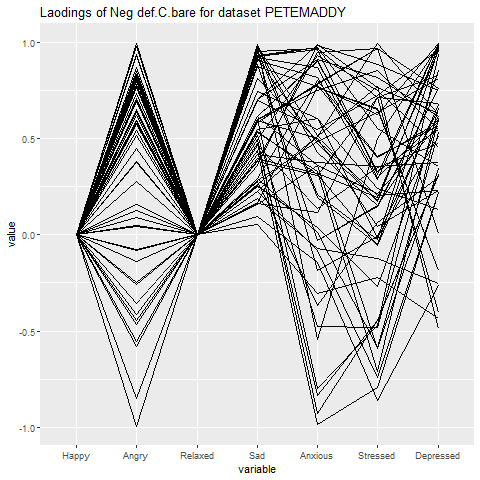 Laodings of Neg def.C.bare for dataset PETEMADDY
1.0
0.5
0.0
-0.5
-1.0
value
Happy Angry Relaxed Sad Anxious Stressed Depressed
variable